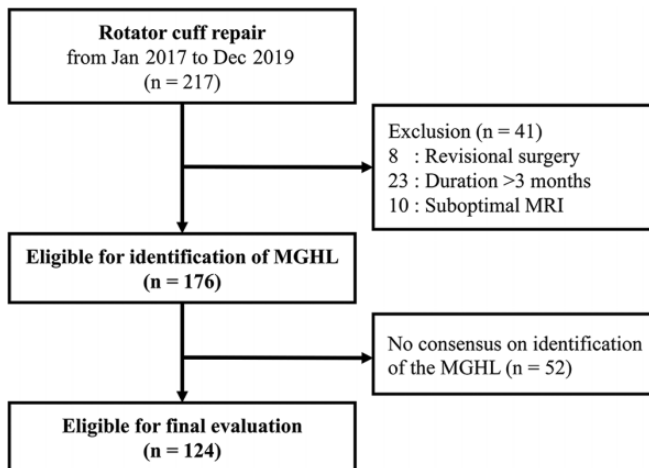 Rotator cuff repair
from Jan 2017 to Dec 2019
(n = 217)
Exclusion (n = 41)
8 : Revisional surgery
23 : Duration >3 months
10 : Suboptimal MRI
Eligible for identification of MGHL
(n = 176)
No consensus on identification
of the MGHL (n = 52)
Eligible for final evaluation
(n = 124)